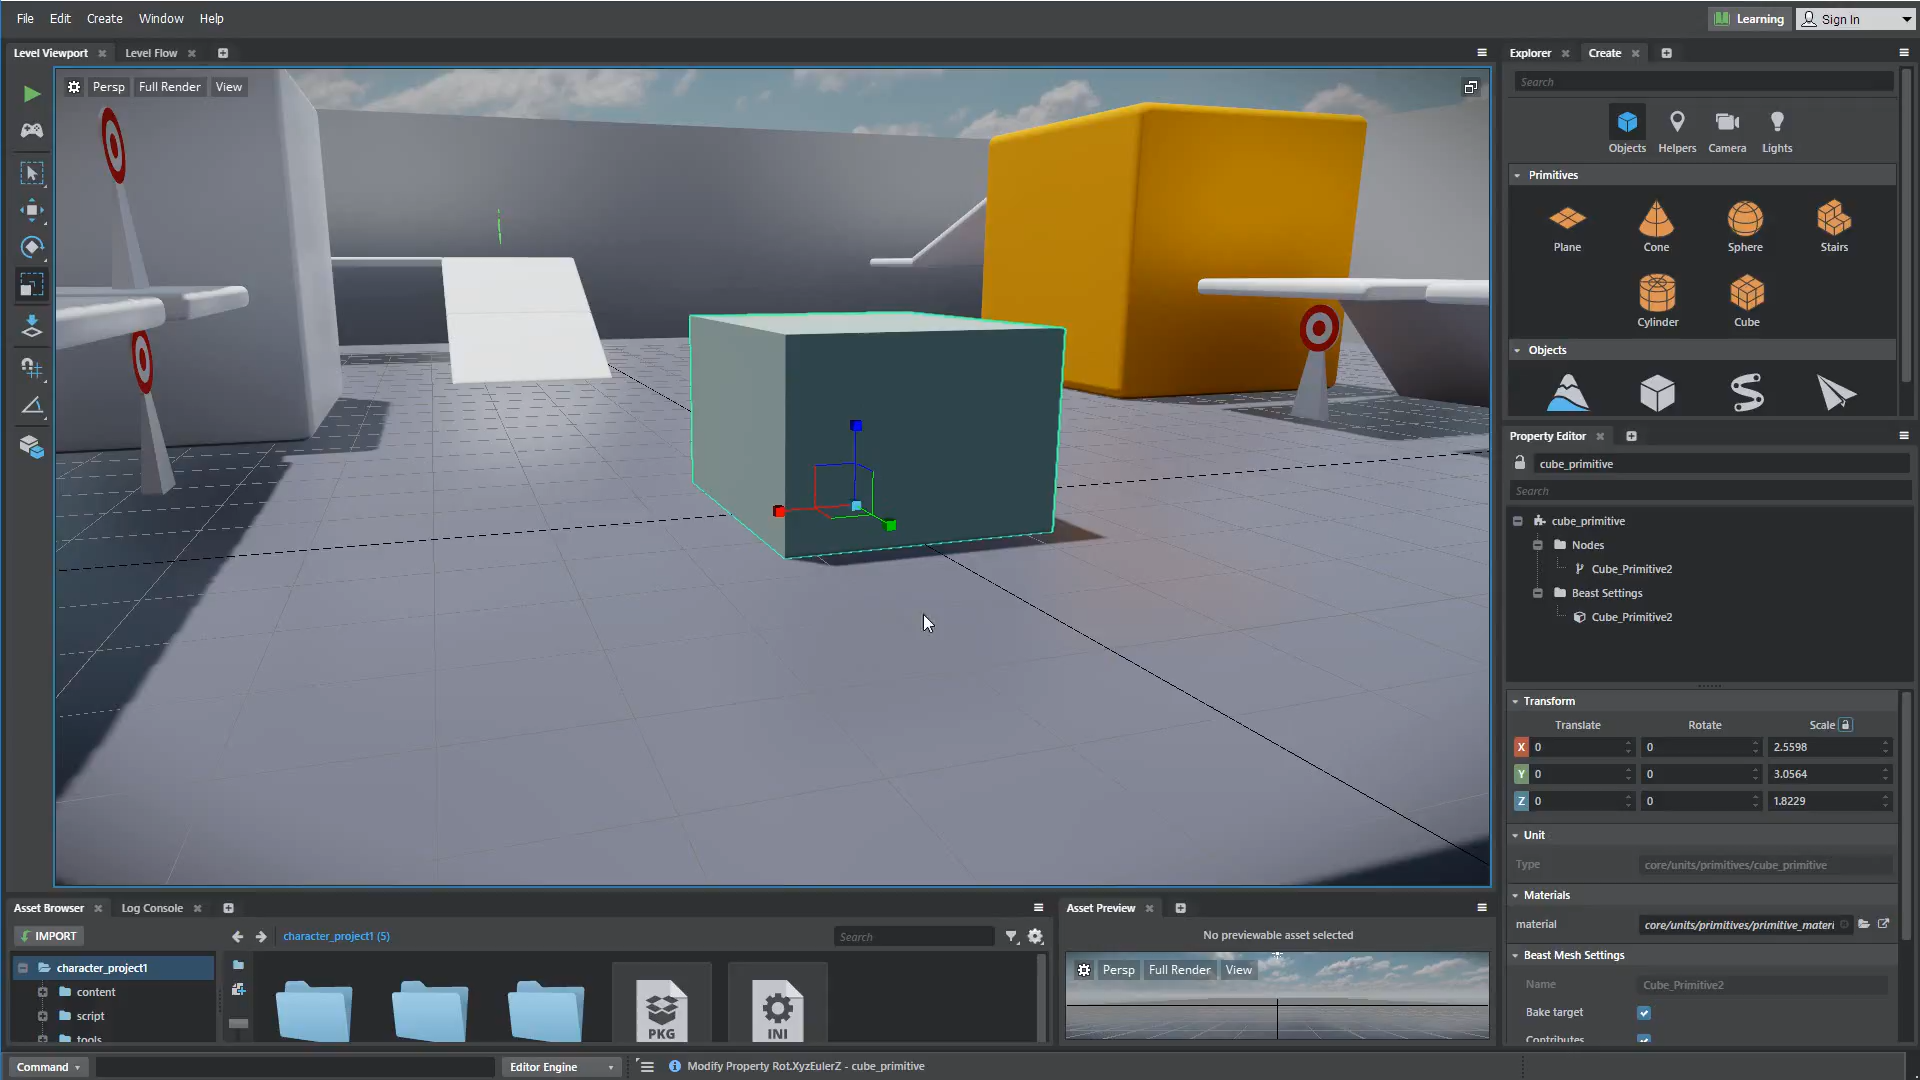 File Edit Create Window Help
Learning Sign In
Level Viewport Level Flow
Persp Full Render View
Explorer Create
Search
Objects Helpers Camera Lights
Primitives
Plane Cone Sphere Stairs
Cylinder Cube
Objects
Property Editor
cube_primitive
Search
cube_primitive
Nodes
Cube_Primitive2
Beast Settings
Cube_Primitive2
Transform
Translate Rotate Scale
X 0 0 2.5598
Y 0 0 3.0564
Z 0 0 1.8229
Unit
Type core/units/primitives/cube_primitive
Materials
material core/units/primitives/primitive_materi
Beast Mesh Settings
Name Cube_Primitive2
Bake target
Contributes
Asset Browser Log Console
IMPORT character_project1 (5) Search
character_project1
content
script
tools
PKG INI
Asset Preview
No previewable asset selected
Persp Full Render View
Command Editor Engine Modify Property Rot.XyzEulerZ - cube_primitive